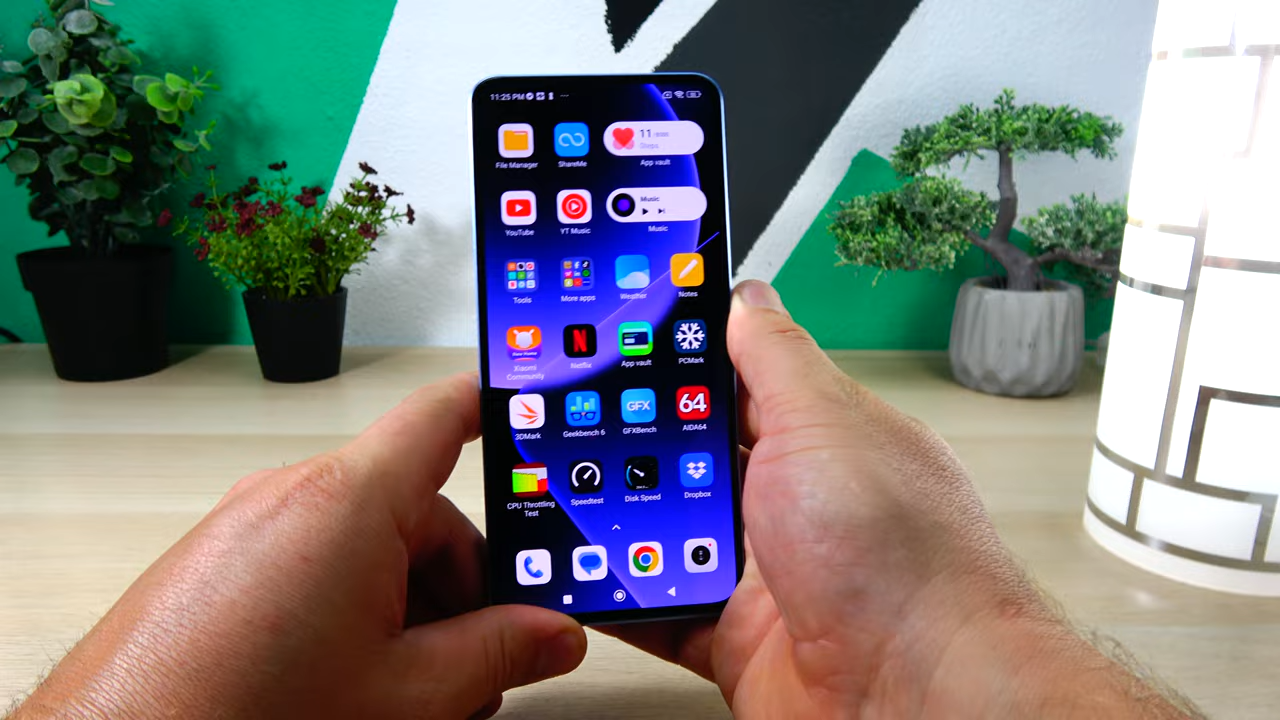 11:25 PM
File Manager
ShareMe
11
Steps
App vault
YouTube
YT Music
Music
Music
Tools
More apps
Weather
Notes
Xiaomi
Community
Netflix
App vault
PCMark
3DMark
Geekbench 6
GFX
GFXBench
64
AIDA64
CPU Throttling
Test
Speedtest
Disk Speed
Dropbox